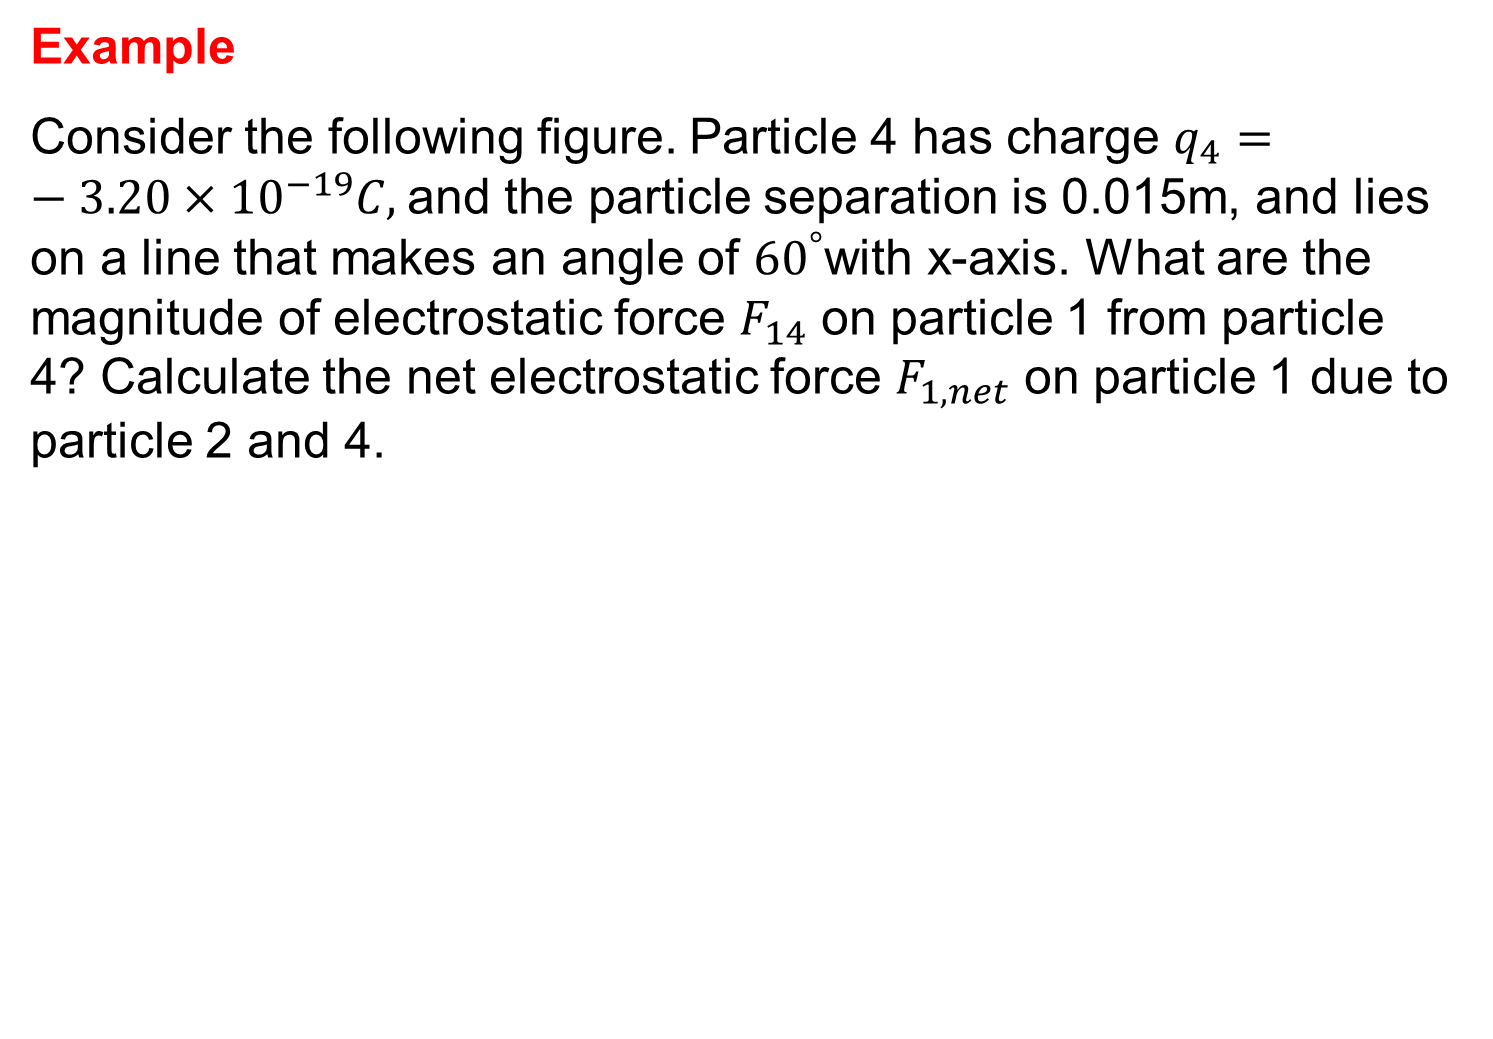 Example
Consider the following figure. Particle 4 has charge q₄ =
− 3.20 × 10⁻¹⁹C, and the particle separation is 0.015m, and lies
on a line that makes an angle of 60°with x-axis. What are the
magnitude of electrostatic force F₁₄ on particle 1 from particle
4? Calculate the net electrostatic force F₁,ₙₑₜ on particle 1 due to
particle 2 and 4.